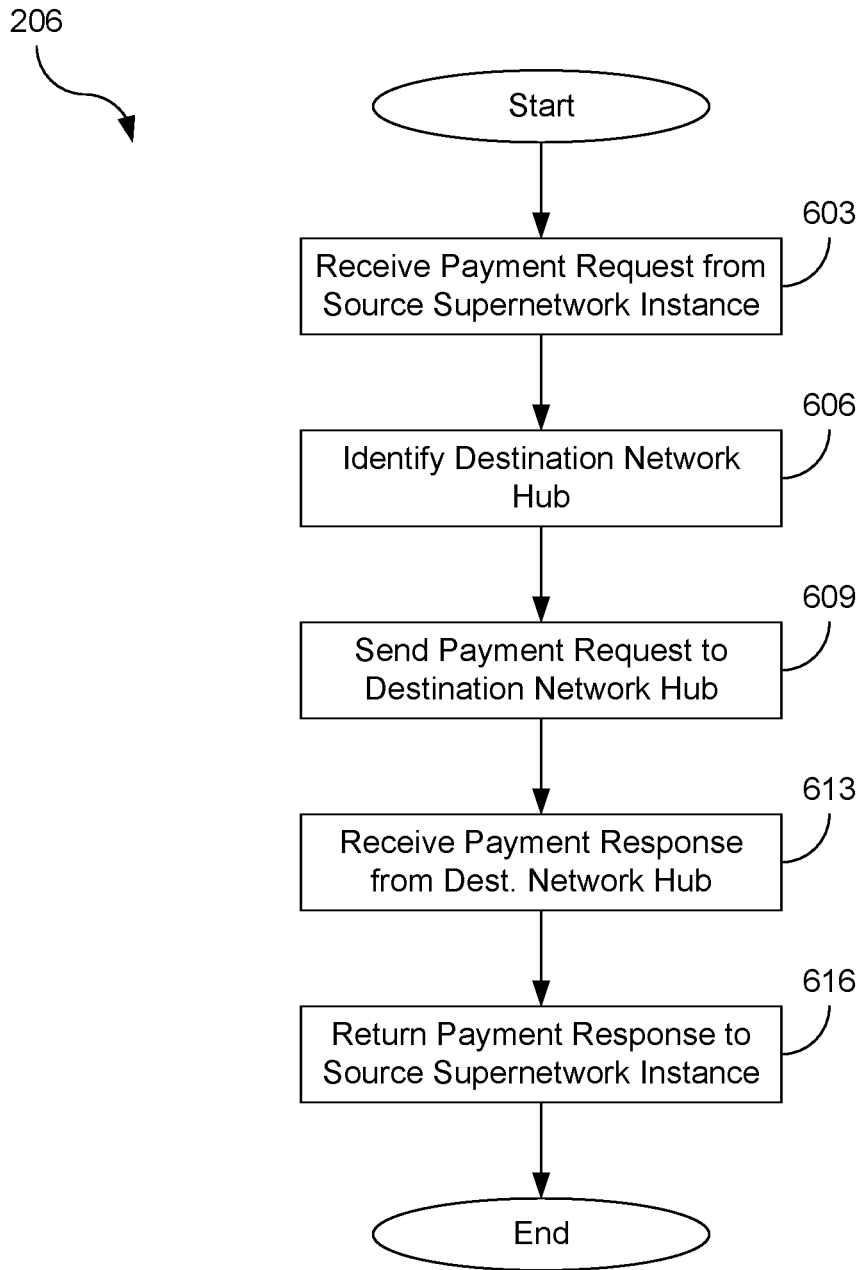 206
Start
603
Receive Payment Request from
Source Supernetwork Instance
606
Identify Destination Network
Hub
609
Send Payment Request to
Destination Network Hub
613
Receive Payment Response
from Dest. Network Hub
616
Return Payment Response to
Source Supernetwork Instance
End